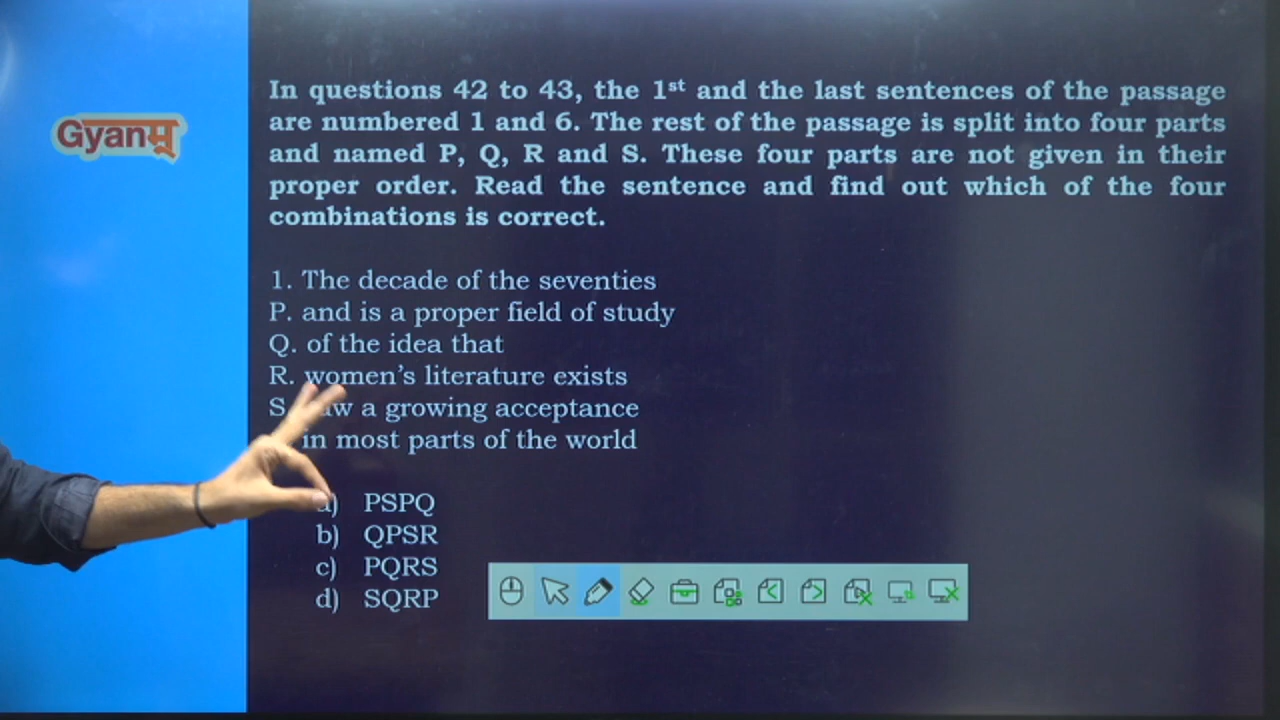 Gyanभू
In questions 42 to 43, the 1st and the last sentences of the passage
are numbered 1 and 6. The rest of the passage is split into four parts
and named P, Q, R and S. These four parts are not given in their
proper order. Read the sentence and find out which of the four
combinations is correct.
1. The decade of the seventies
P. and is a proper field of study
Q. of the idea that
R. women's literature exists
S. saw a growing acceptance
in most parts of the world
a) PSPQ
b) QPSR
c) PQRS
d) SQRP